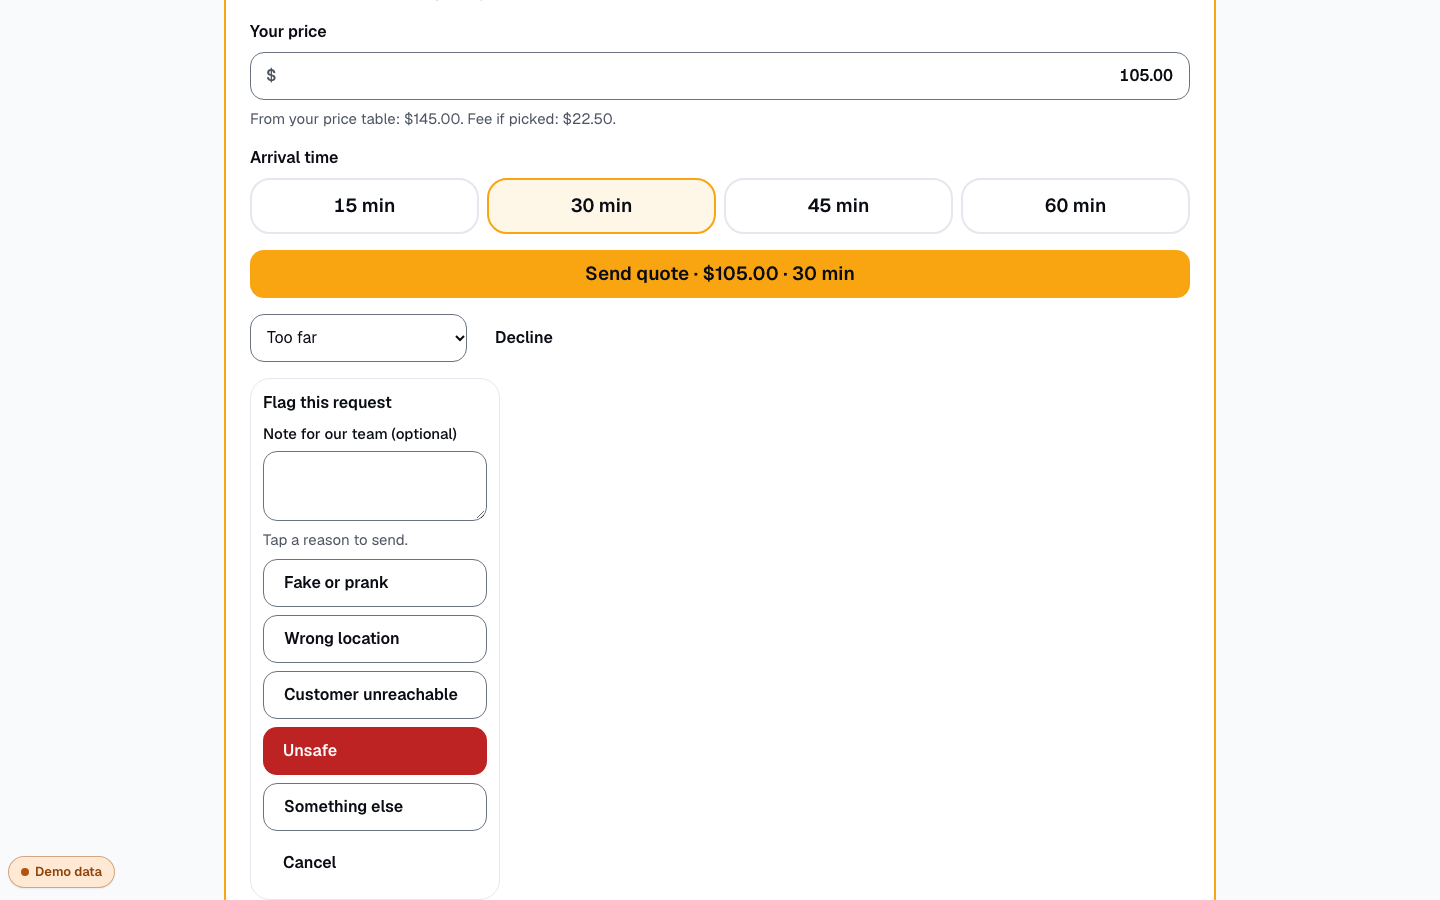 Your price
$ 105.00
From your price table: $145.00. Fee if picked: $22.50.
Arrival time
15 min
30 min
45 min
60 min
Send quote · $105.00 · 30 min
Too far
Decline
Flag this request
Note for our team (optional)
Tap a reason to send.
Fake or prank
Wrong location
Customer unreachable
Unsafe
Something else
Cancel
Demo data